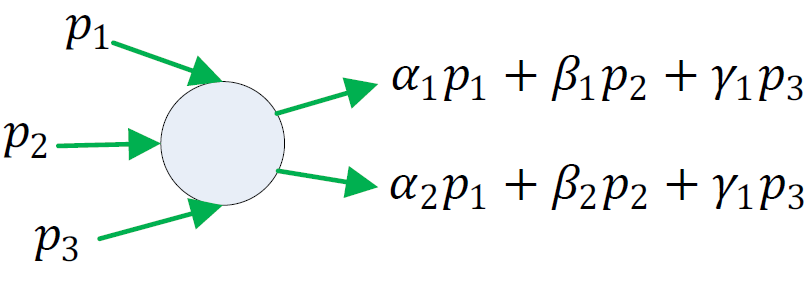 p₁
α₁p₁ + β₁p₂ + γ₁p₃
p₂
α₂p₁ + β₂p₂ + γ₁p₃
p₃